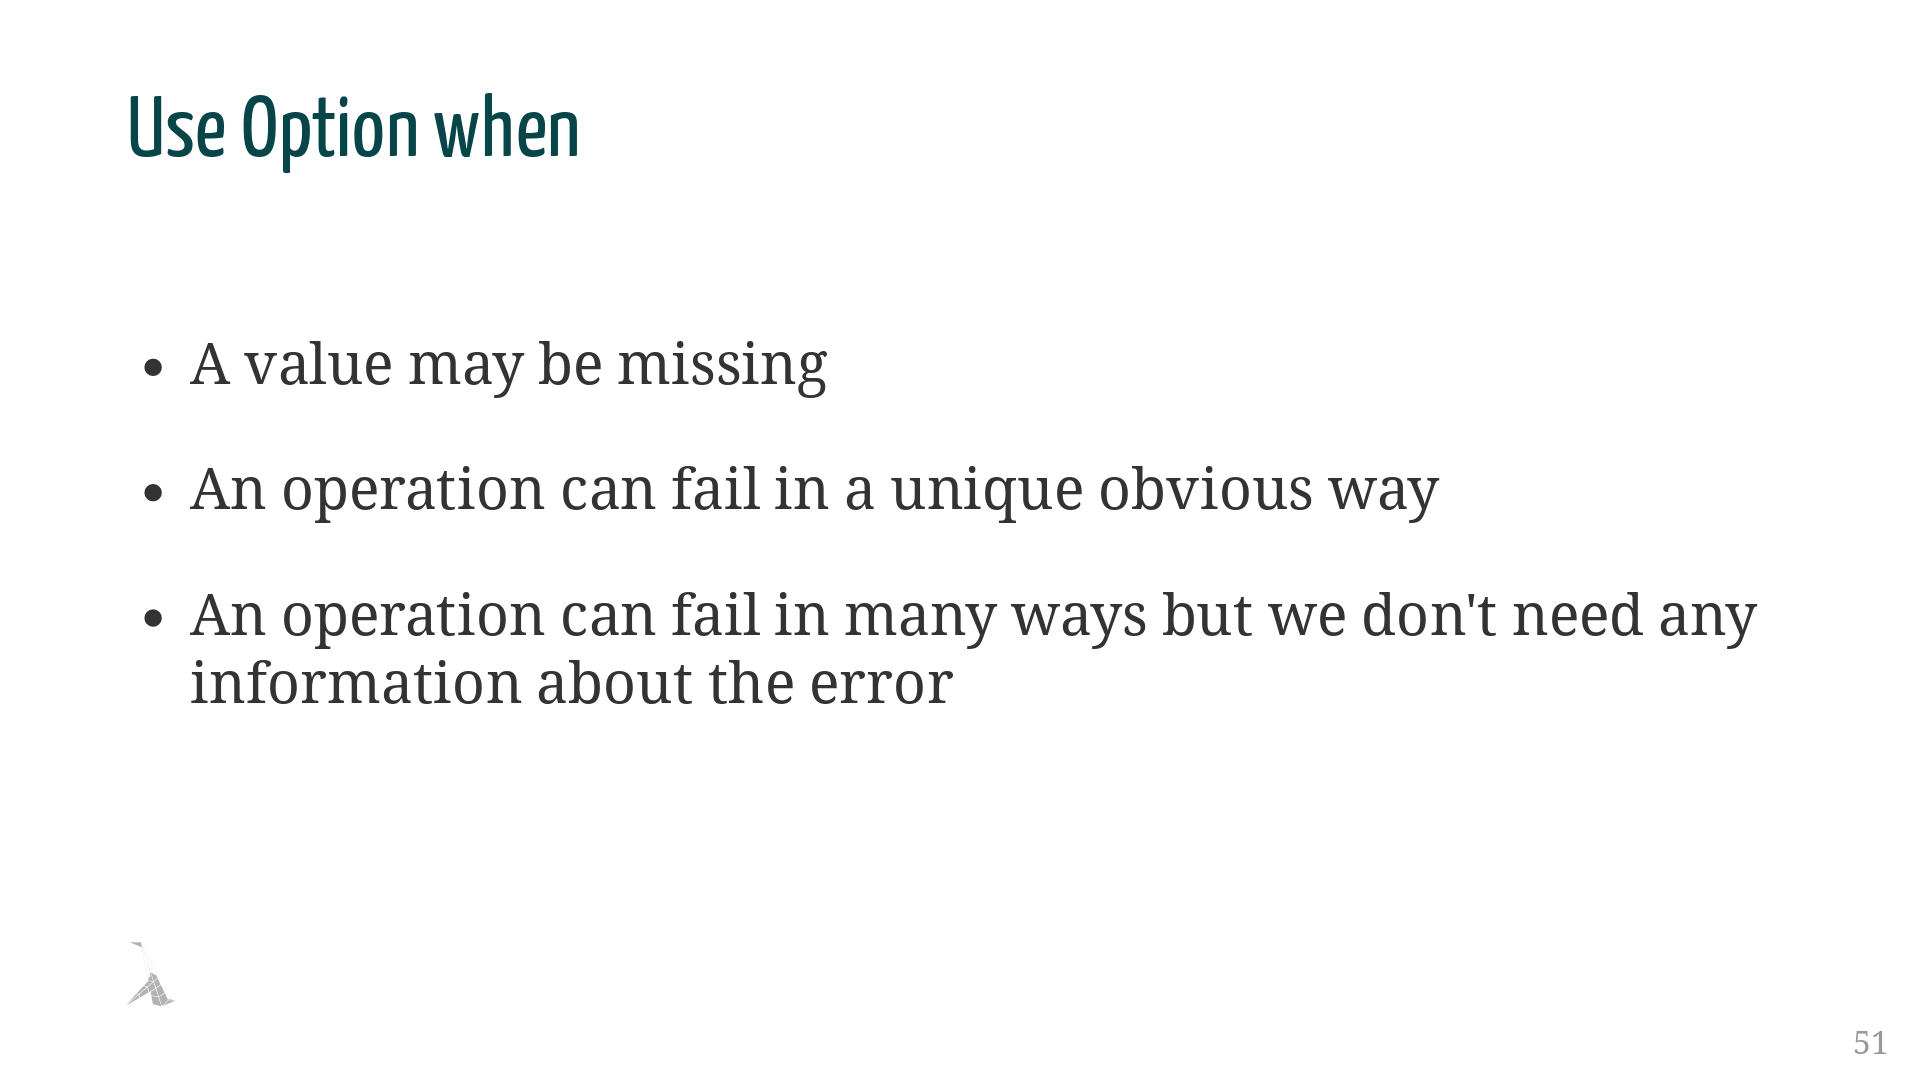 Use Option when
• A value may be missing
• An operation can fail in a unique obvious way
• An operation can fail in many ways but we don't need any
information about the error
51